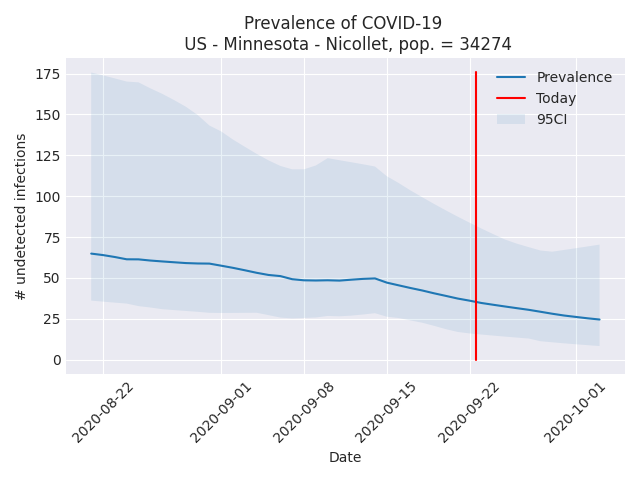 Prevalence of COVID-19
US - Minnesota - Nicollet, pop. = 34274
Prevalence
Today
95CI
# undetected infections
175
150
125
100
75
50
25
0
2020-08-22
2020-09-01
2020-09-08
2020-09-15
2020-09-22
2020-10-01
Date